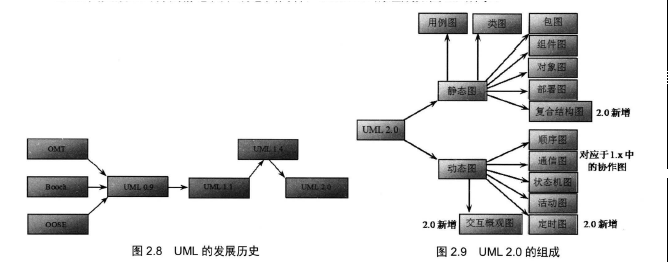 OMT
Booch
OOSE
UML 0.9
UML 1.1
UML 1.4
UML 2.0
图 2.8 UML 的发展历史
用例图
类图
包图
组件图
对象图
部署图
复合结构图
2.0 新增
静态图
UML 2.0
动态图
顺序图
通信图
对应于 1.x 中
的协作图
状态机图
活动图
定时图
2.0 新增
2.0 新增
交互概观图
图 2.9 UML 2.0 的组成